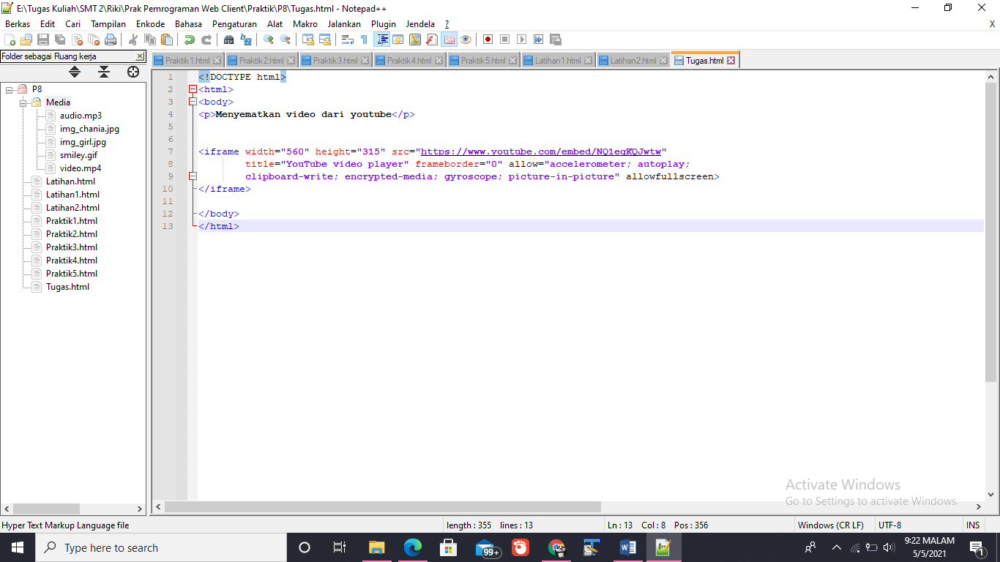 E:\Tugas Kuliah\SMT 2\Riki\Prak Pemrograman Web Client\Praktik\P8\Tugas.html - Notepad++
Berkas Edit Cari Tampilan Enkode Bahasa Pengaturan Alat Makro Jalankan Plugin Jendela ? X
Folder sebagai Ruang kerja
Praktik1.html Praktik2.html Praktik3.html Praktik4.html Praktik5.html Latihan1.html Latihan2.html Tugas.html
P8
Media
audio.mp3
img_chania.jpg
img_girl.jpg
smiley.gif
video.mp4
Latihan.html
Latihan1.html
Latihan2.html
Praktik1.html
Praktik2.html
Praktik3.html
Praktik4.html
Praktik5.html
Tugas.html
1 <!DOCTYPE html>
2 <html>
3 <body>
4 <p>Menyematkan video dari youtube</p>
5
6
7 <iframe width="560" height="315" src="https://www.youtube.com/embed/NQ1eqKQJwtw"
8 title="YouTube video player" frameborder="0" allow="accelerometer; autoplay;
9 clipboard-write; encrypted-media; gyroscope; picture-in-picture" allowfullscreen>
10 </iframe>
11
12 </body>
13 </html>
Activate Windows
Go to Settings to activate Windows.
Hyper Text Markup Language file length : 355 lines : 13 Ln : 13 Col : 8 Pos : 356 Windows (CR LF) UTF-8 INS
Type here to search
99+
9:22 MALAM
5/5/2021
1